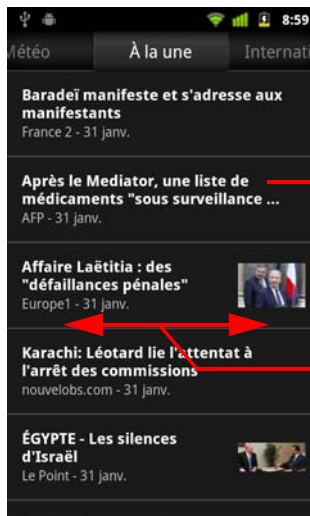 8:59
Météo À la une Internati
Baradeï manifeste et s'adresse aux
manifestants
France 2 - 31 janv.
Après le Mediator, une liste de
médicaments "sous surveillance ...
AFP - 31 janv.
Affaire Laëtitia : des
"défaillances pénales"
Europe1 - 31 janv.
Karachi: Léotard lie l'attentat à
l'arrêt des commissions
nouvelobs.com - 31 janv.
ÉGYPTE - Les silences
d'Israël
Le Point - 31 janv.